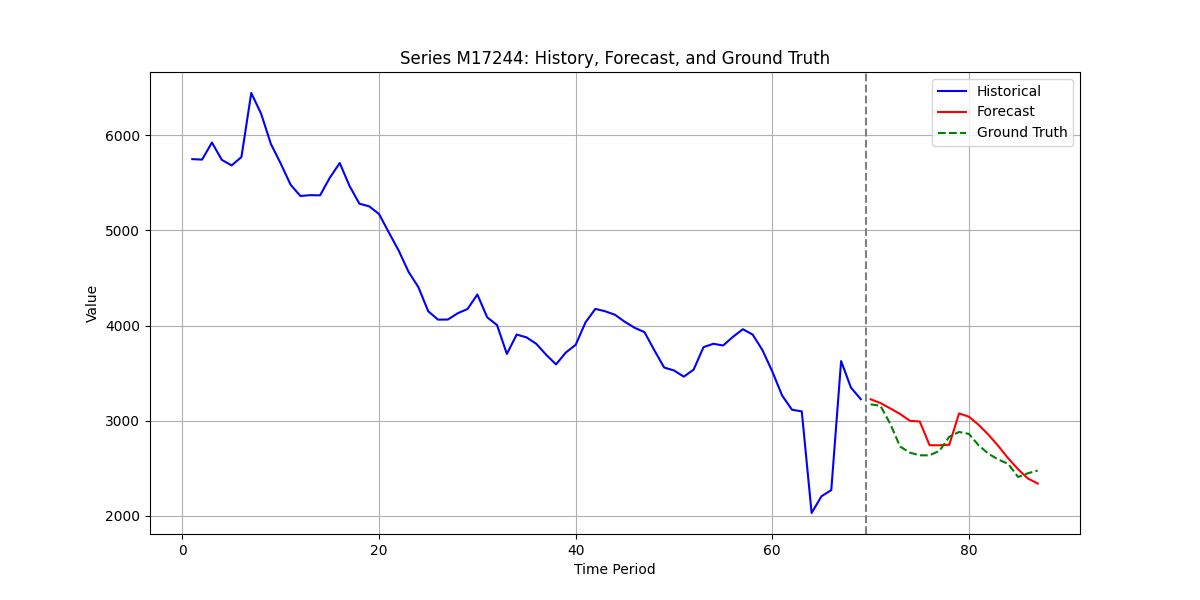 Series M17244: History, Forecast, and Ground Truth
Historical
Forecast
Ground Truth
Value
6000
5000
4000
3000
2000
0
20
40
60
80
Time Period